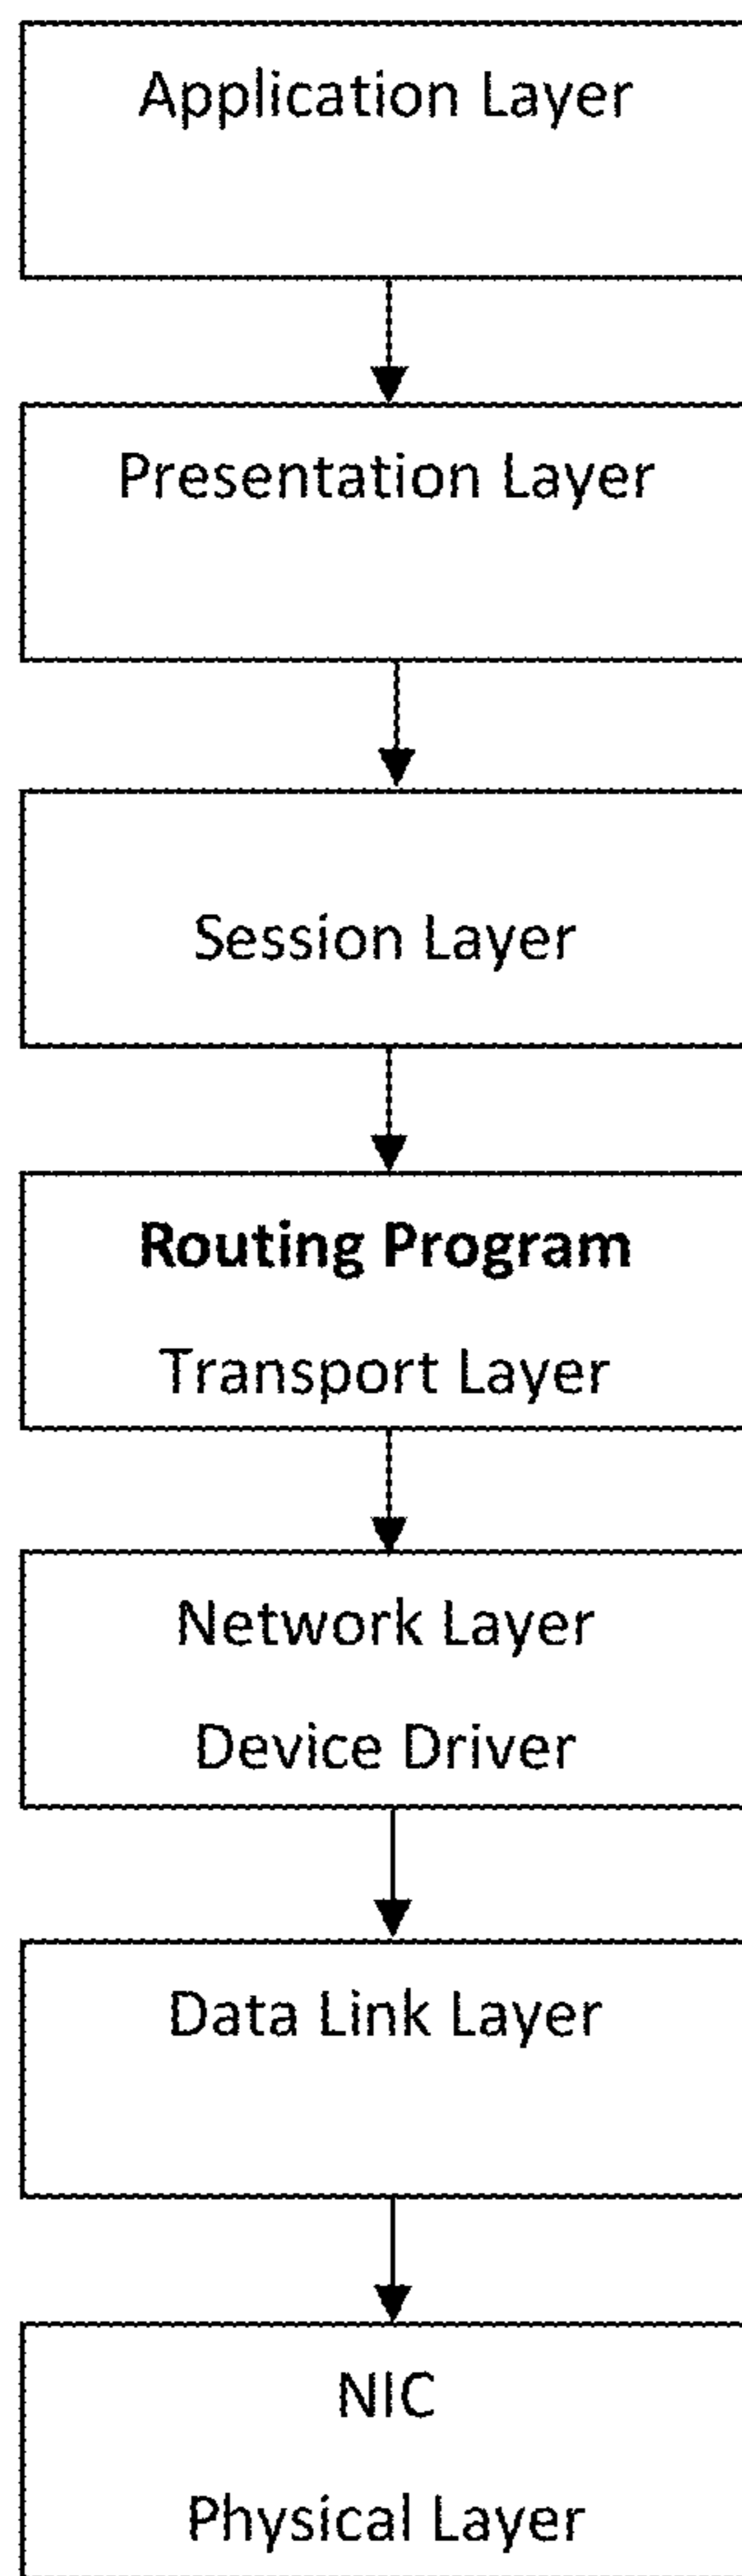 Application Layer
Presentation Layer
Session Layer
Routing Program
Transport Layer
Network Layer
Device Driver
Data Link Layer
NIC
Physical Layer